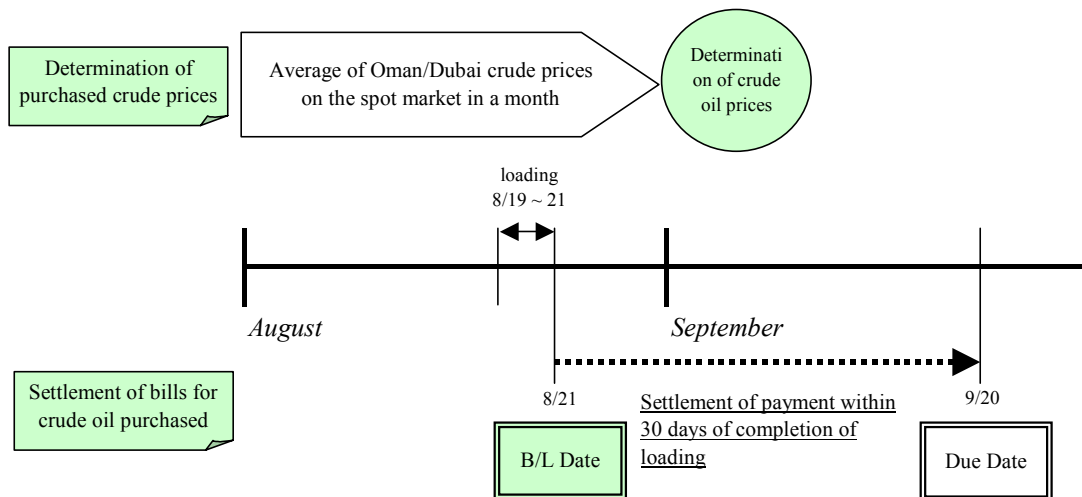 Determination of
purchased crude prices
Average of Oman/Dubai crude prices
on the spot market in a month
Determinati
on of crude
oil prices
loading
8/19 ~ 21
August
September
Settlement of bills for
crude oil purchased
8/21
Settlement of payment within
30 days of completion of
loading
9/20
B/L Date
Due Date